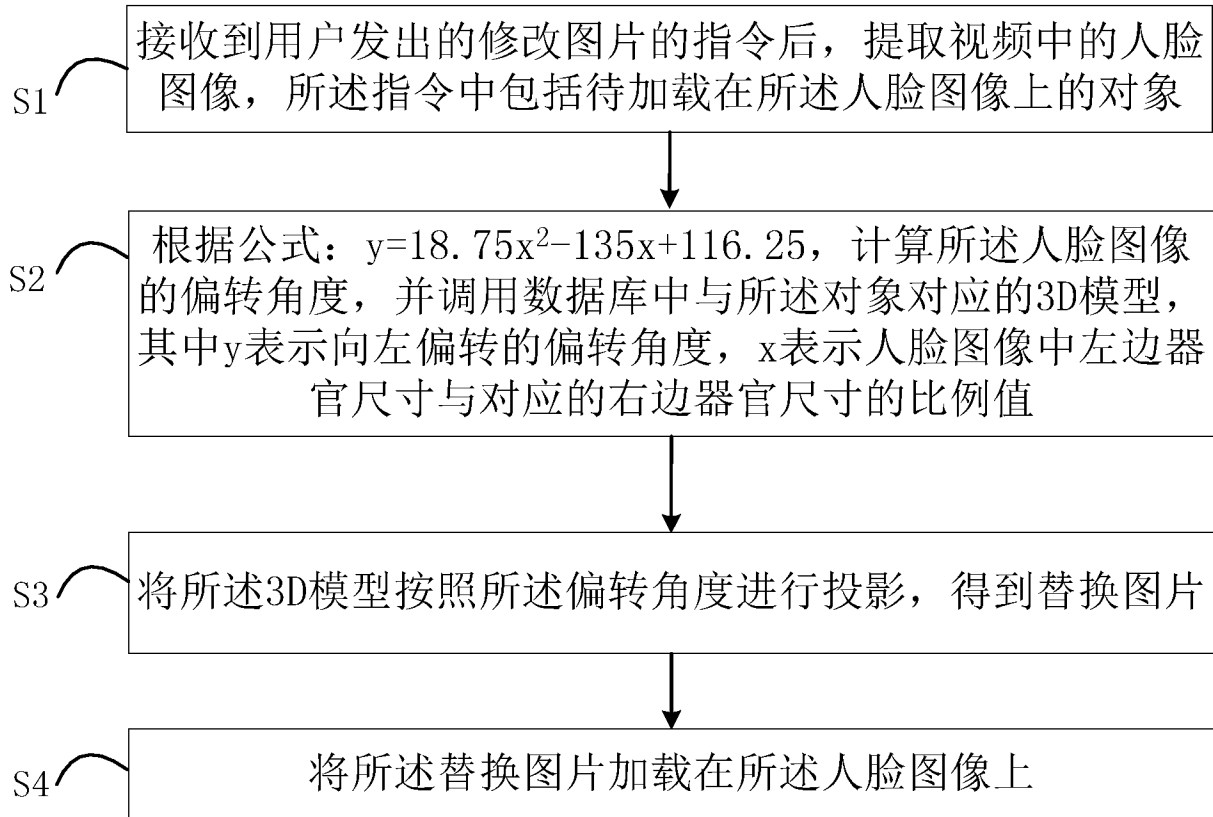 S1
接收到用户发出的修改图片的指令后，提取视频中的人脸
图像，所述指令中包括待加载在所述人脸图像上的对象
S2
根据公式：y=18.75x²-135x+116.25，计算所述人脸图像
的偏转角度，并调用数据库中与所述对象对应的3D模型，
其中y表示向左偏转的偏转角度，x表示人脸图像中左边器
官尺寸与对应的右边器官尺寸的比例值
S3
将所述3D模型按照所述偏转角度进行投影，得到替换图片
S4
将所述替换图片加载在所述人脸图像上